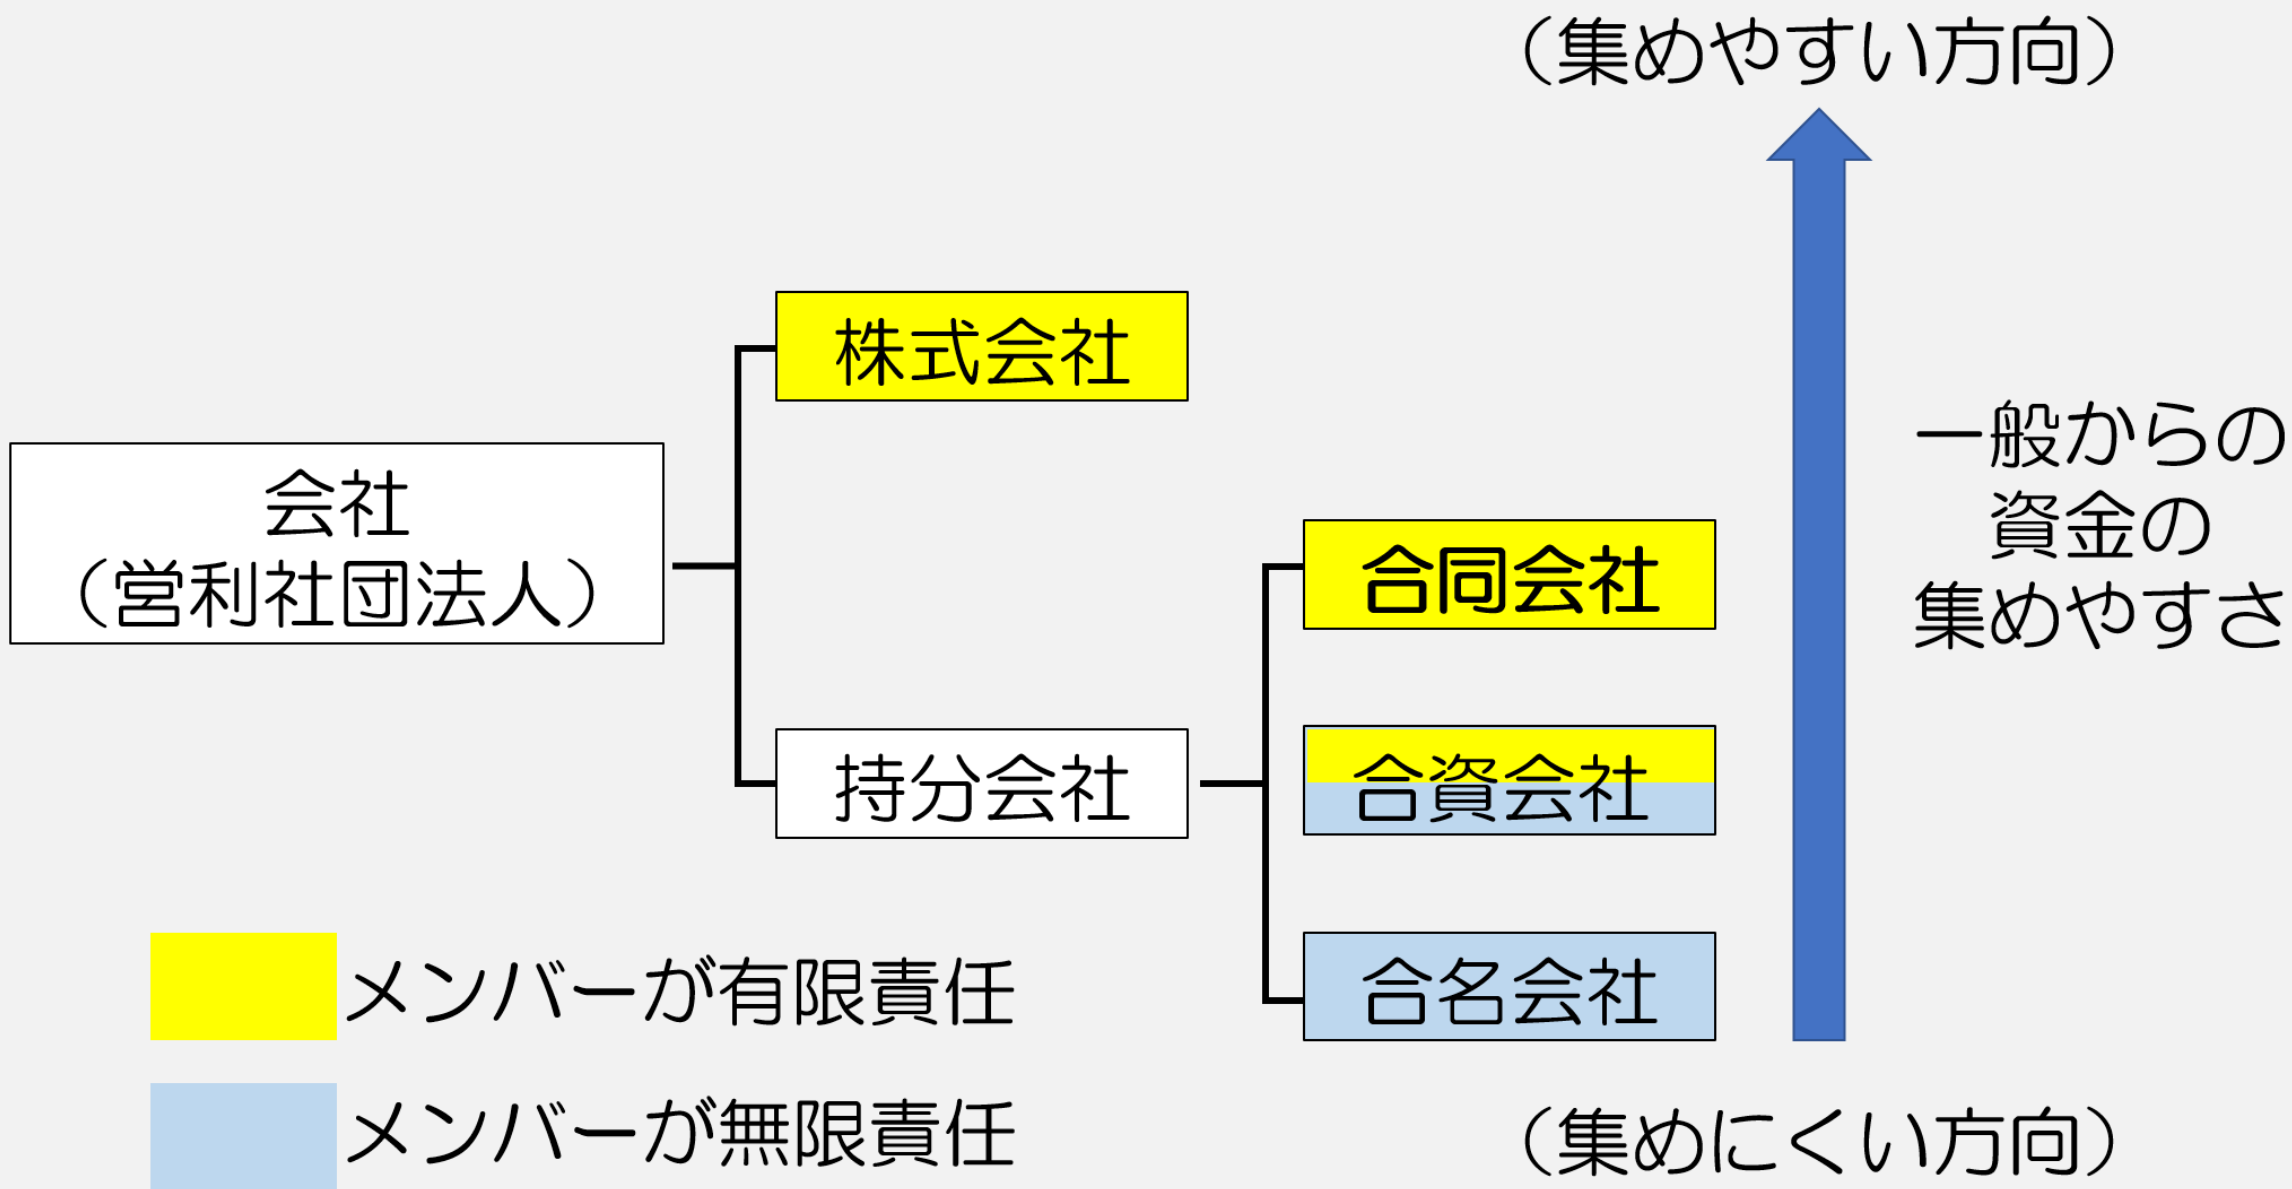 （集めやすい方向）
株式会社
会社
（営利社団法人）
一般からの
資金の
集めやすさ
合同会社
持分会社
合資会社
合名会社
メンバーが有限責任
メンバーが無限責任
（集めにくい方向）